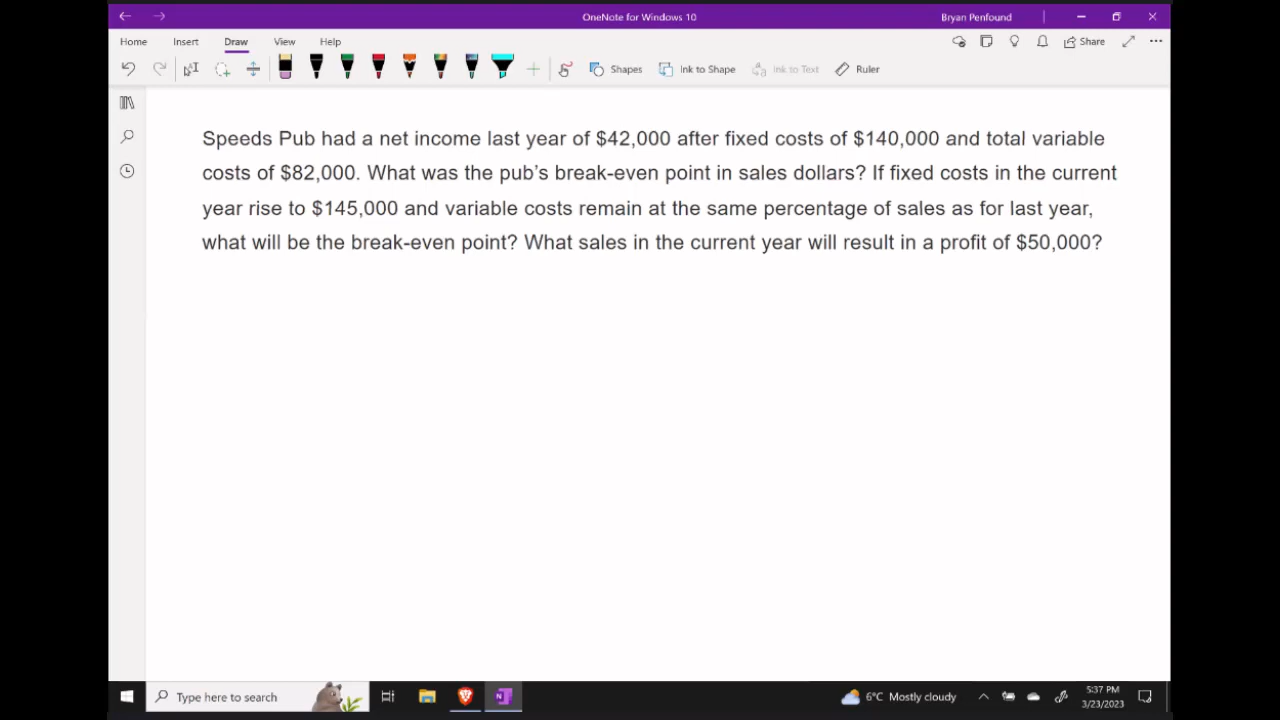 OneNote for Windows 10
Bryan Penfound
Home Insert Draw View Help
Share
Shapes Ink to Shape Ink to Text Ruler
Speeds Pub had a net income last year of $42,000 after fixed costs of $140,000 and total variable
costs of $82,000. What was the pub’s break-even point in sales dollars? If fixed costs in the current
year rise to $145,000 and variable costs remain at the same percentage of sales as for last year,
what will be the break-even point? What sales in the current year will result in a profit of $50,000?
Type here to search
6°C Mostly cloudy
5:37 PM
3/23/2023